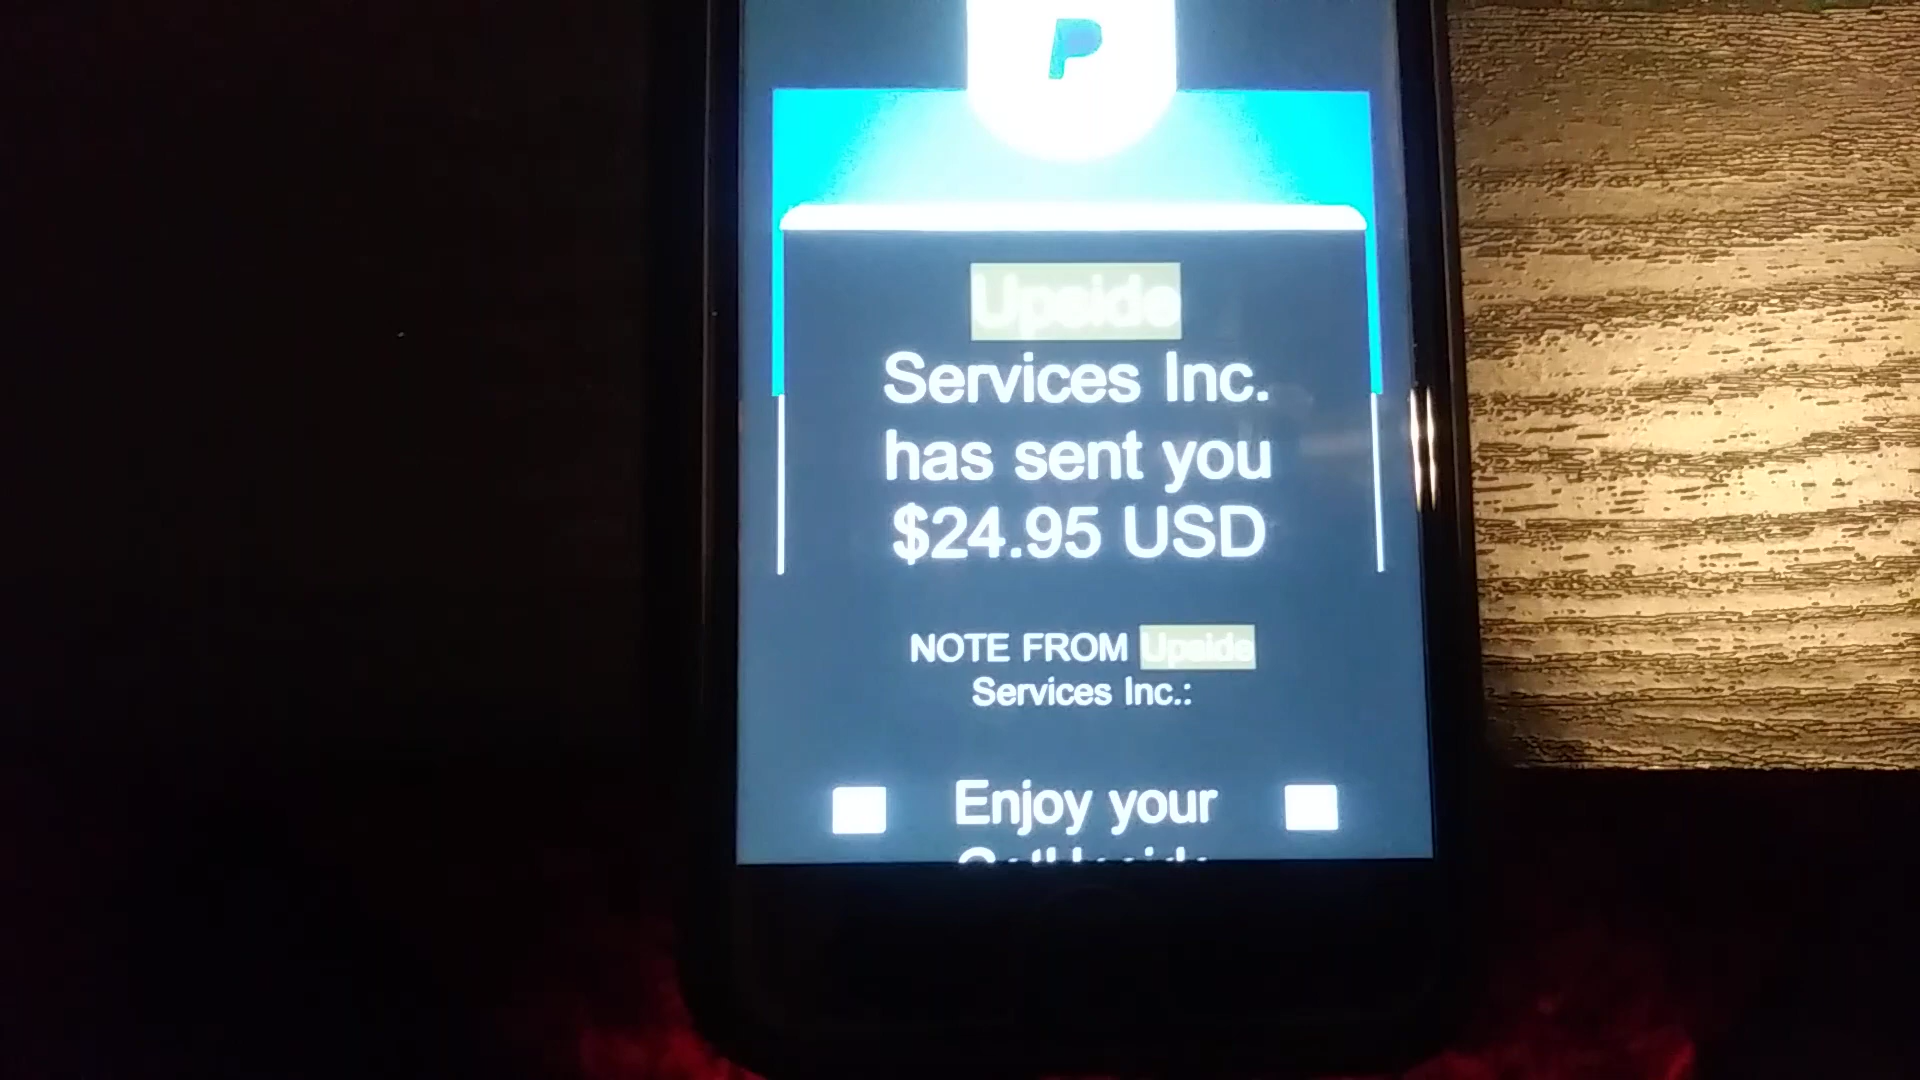 Upside
Services Inc.
has sent you
$24.95 USD
NOTE FROM Upside
Services Inc.:
Enjoy your